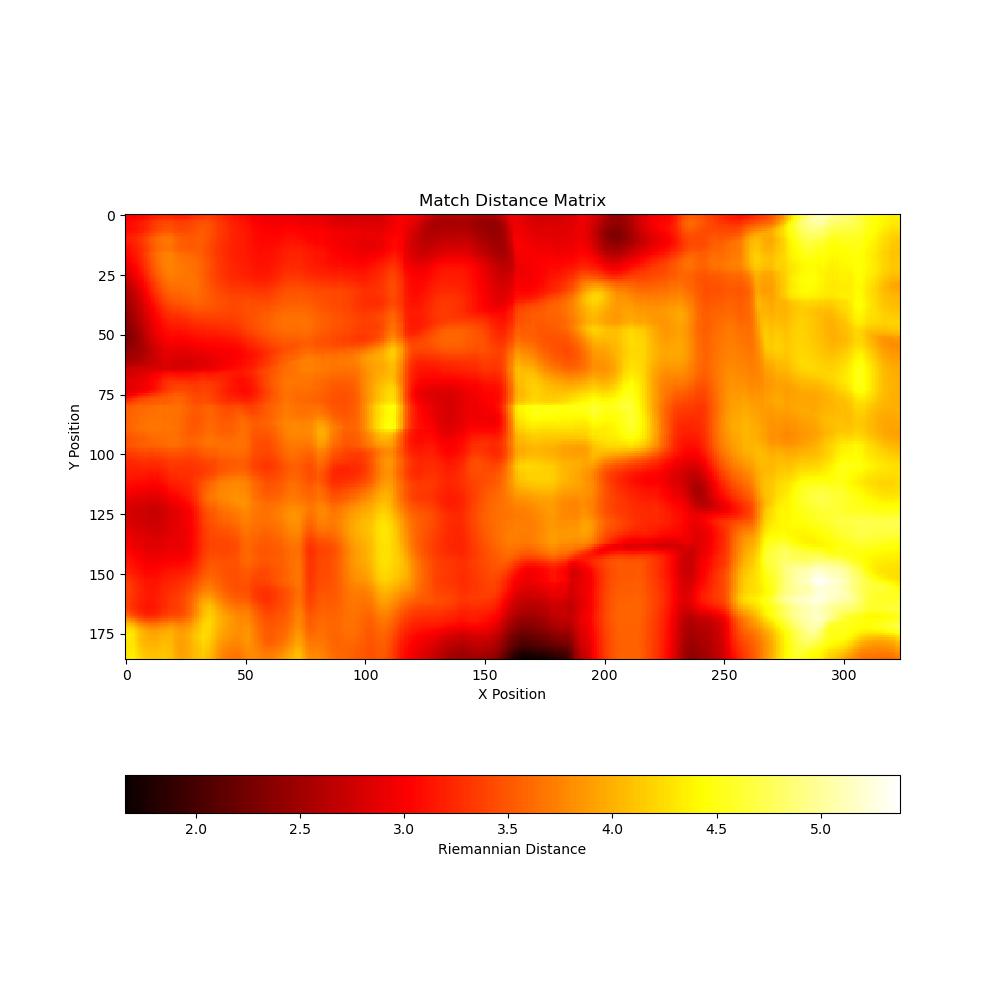 Match Distance Matrix
0
25
50
75
100
125
150
175
Y Position
0 50 100 150 200 250 300
X Position
2.0 2.5 3.0 3.5 4.0 4.5 5.0
Riemannian Distance